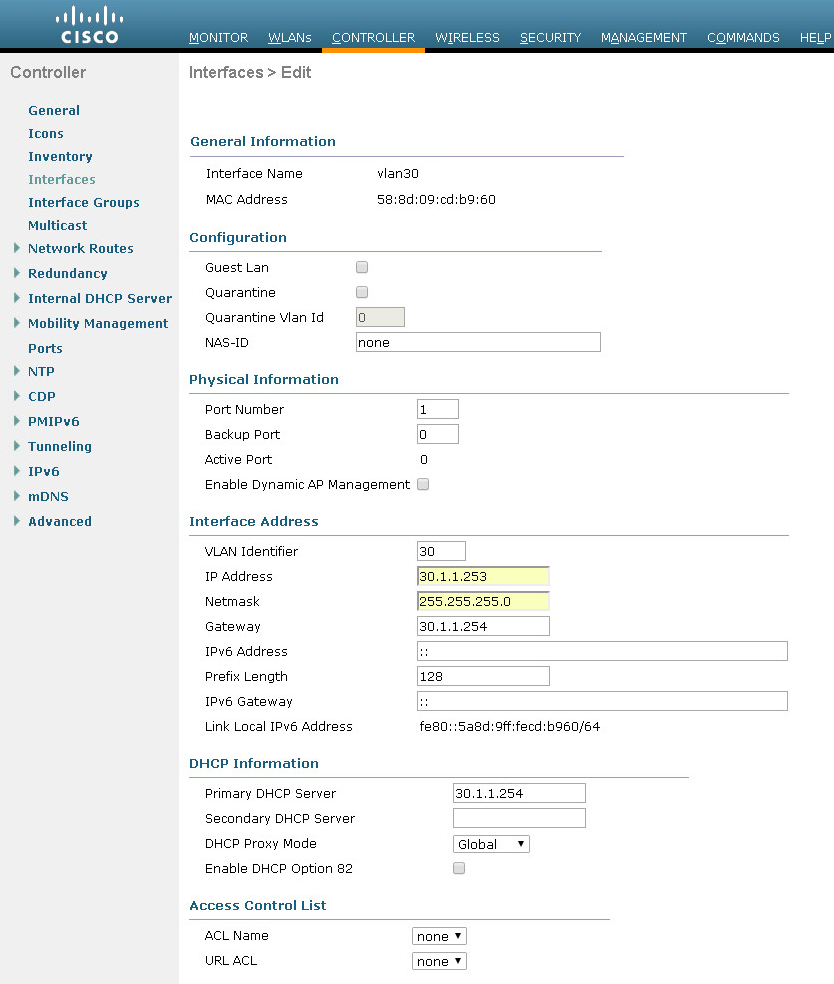 CISCO
MONITOR WLANs CONTROLLER WIRELESS SECURITY MANAGEMENT COMMANDS HELP
Controller
General
Icons
Inventory
Interfaces
Interface Groups
Multicast
Network Routes
Redundancy
Internal DHCP Server
Mobility Management
Ports
NTP
CDP
PMIPv6
Tunneling
IPv6
mDNS
Advanced
Interfaces > Edit
General Information
Interface Name vlan30
MAC Address 58:8d:09:cd:b9:60
Configuration
Guest Lan
Quarantine
Quarantine Vlan Id 0
NAS-ID none
Physical Information
Port Number 1
Backup Port 0
Active Port 0
Enable Dynamic AP Management
Interface Address
VLAN Identifier 30
IP Address 30.1.1.253
Netmask 255.255.255.0
Gateway 30.1.1.254
IPv6 Address ::
Prefix Length 128
IPv6 Gateway ::
Link Local IPv6 Address fe80::5a8d:9ff:fecd:b960/64
DHCP Information
Primary DHCP Server 30.1.1.254
Secondary DHCP Server
DHCP Proxy Mode Global
Enable DHCP Option 82
Access Control List
ACL Name none
URL ACL none